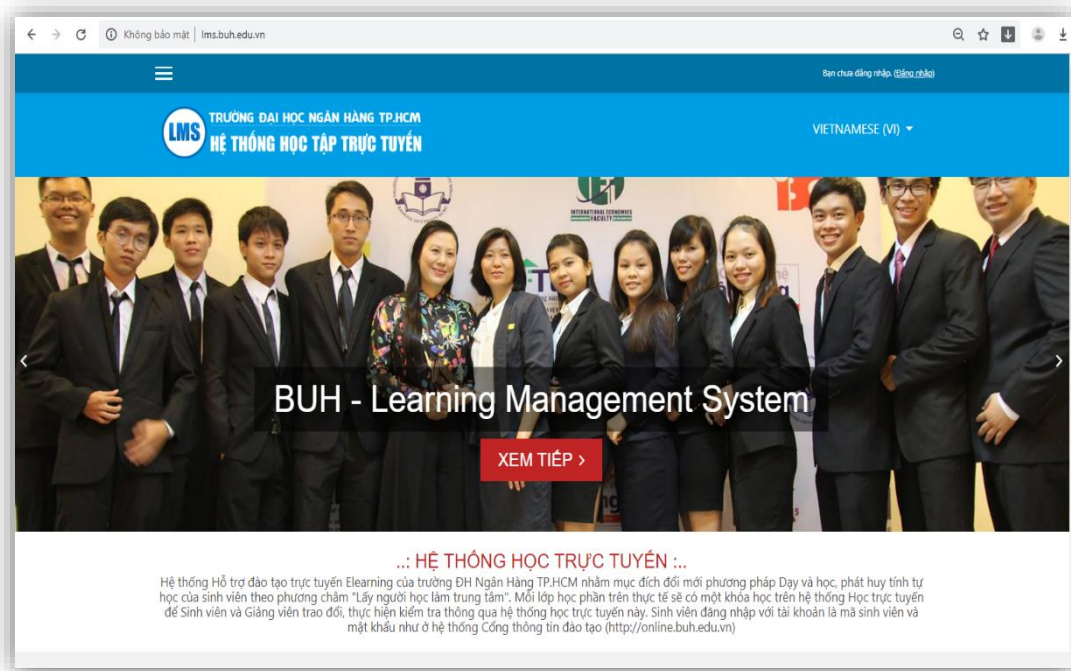 Không bảo mật | lms.buh.edu.vn
Bạn chưa đăng nhập. (Đăng nhập)
LMS
TRƯỜNG ĐẠI HỌC NGÂN HÀNG TP.HCM
HỆ THỐNG HỌC TẬP TRỰC TUYẾN
VIETNAMESE (VI)
INTERNATIONAL ECONOMICS
FACULTY
BUH - Learning Management System
XEM TIẾP >
..: HỆ THỐNG HỌC TRỰC TUYẾN :..
Hệ thống Hỗ trợ đào tạo trực tuyến Elearning của trường ĐH Ngân Hàng TP.HCM nhằm mục đích đổi mới phương pháp Dạy và học, phát huy tính tự
học của sinh viên theo phương châm "Lấy người học làm trung tâm". Mỗi lớp học phần trên thực tế sẽ có một khóa học trên hệ thống Học trực tuyến
để Sinh viên và Giảng viên trao đổi, thực hiện kiểm tra thông qua hệ thống học trực tuyến này. Sinh viên đăng nhập với tài khoản là mã sinh viên và
mật khẩu như ở hệ thống Cổng thông tin đào tạo (http://online.buh.edu.vn)